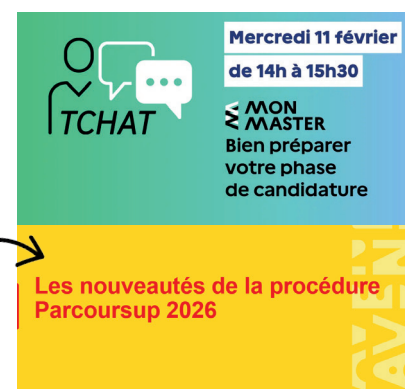 Mercredi 11 février
de 14h à 15h30
TCHAT
MON
MASTER
Bien préparer
votre phase
de candidature
Les nouveautés de la procédure
Parcoursup 2026